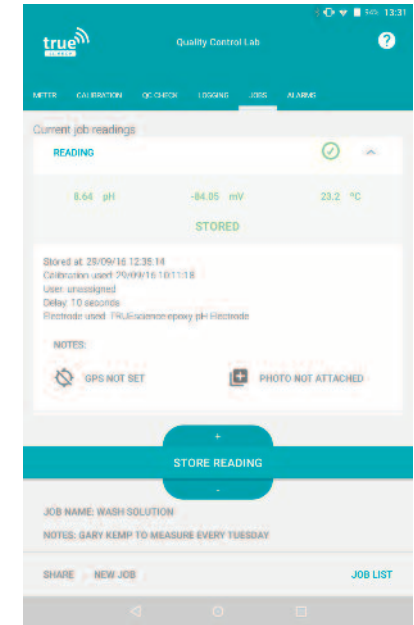 94% 13:31
true
science
Quality Control Lab
?
METER CALIBRATION QC CHECK LOGGING JOBS ALARMS
Current job readings
READING
8.64 pH -84.05 mV 23.2 ºC
STORED
Stored at: 29/09/16 12:35:14
Calibration used: 29/09/16 10:11:18
User: unassigned
Delay: 10 seconds
Electrode used: TRUEscience epoxy pH Electrode
NOTES:
GPS NOT SET PHOTO NOT ATTACHED
+
STORE READING
-
JOB NAME: WASH SOLUTION
NOTES: GARY KEMP TO MEASURE EVERY TUESDAY
SHARE NEW JOB JOB LIST